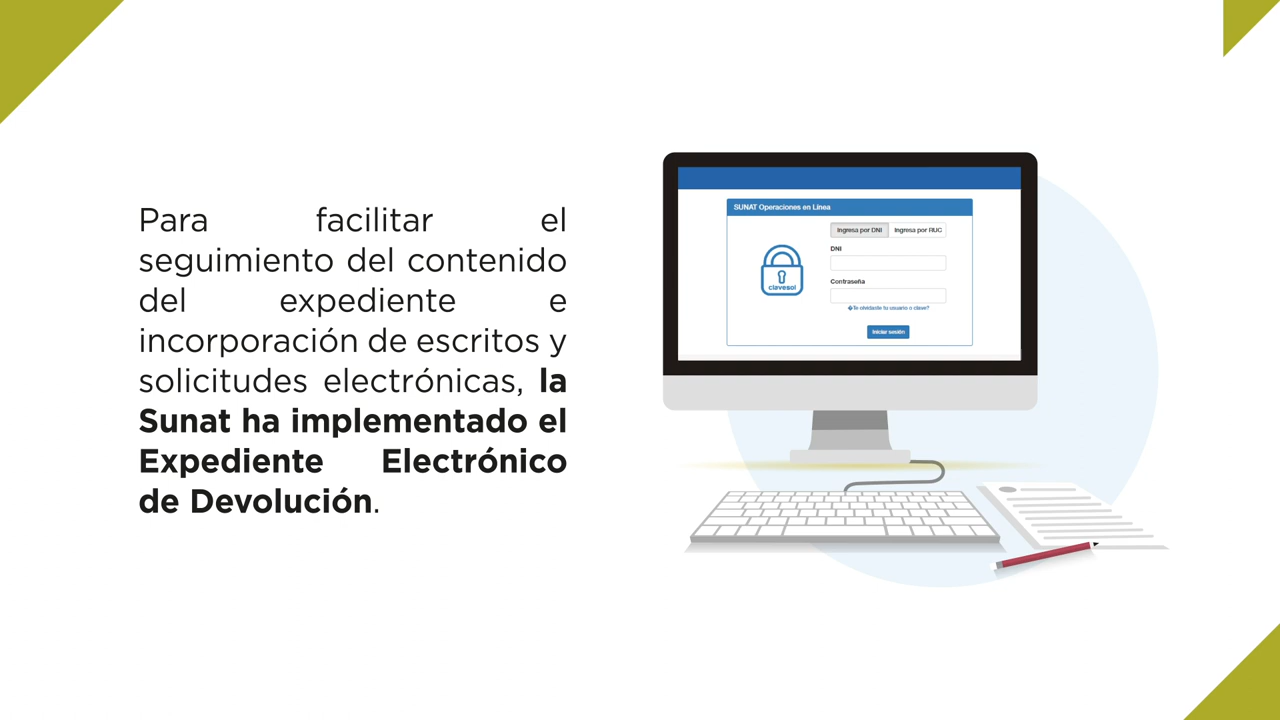 Para facilitar el
seguimiento del contenido
del expediente e
incorporación de escritos y
solicitudes electrónicas, la
Sunat ha implementado el
Expediente Electrónico
de Devolución.
SUNAT Operaciones en Línea
Ingresa por DNI Ingresa por RUC
DNI
clavesol
Contraseña
�Te olvidaste tu usuario o clave?
Iniciar sesión